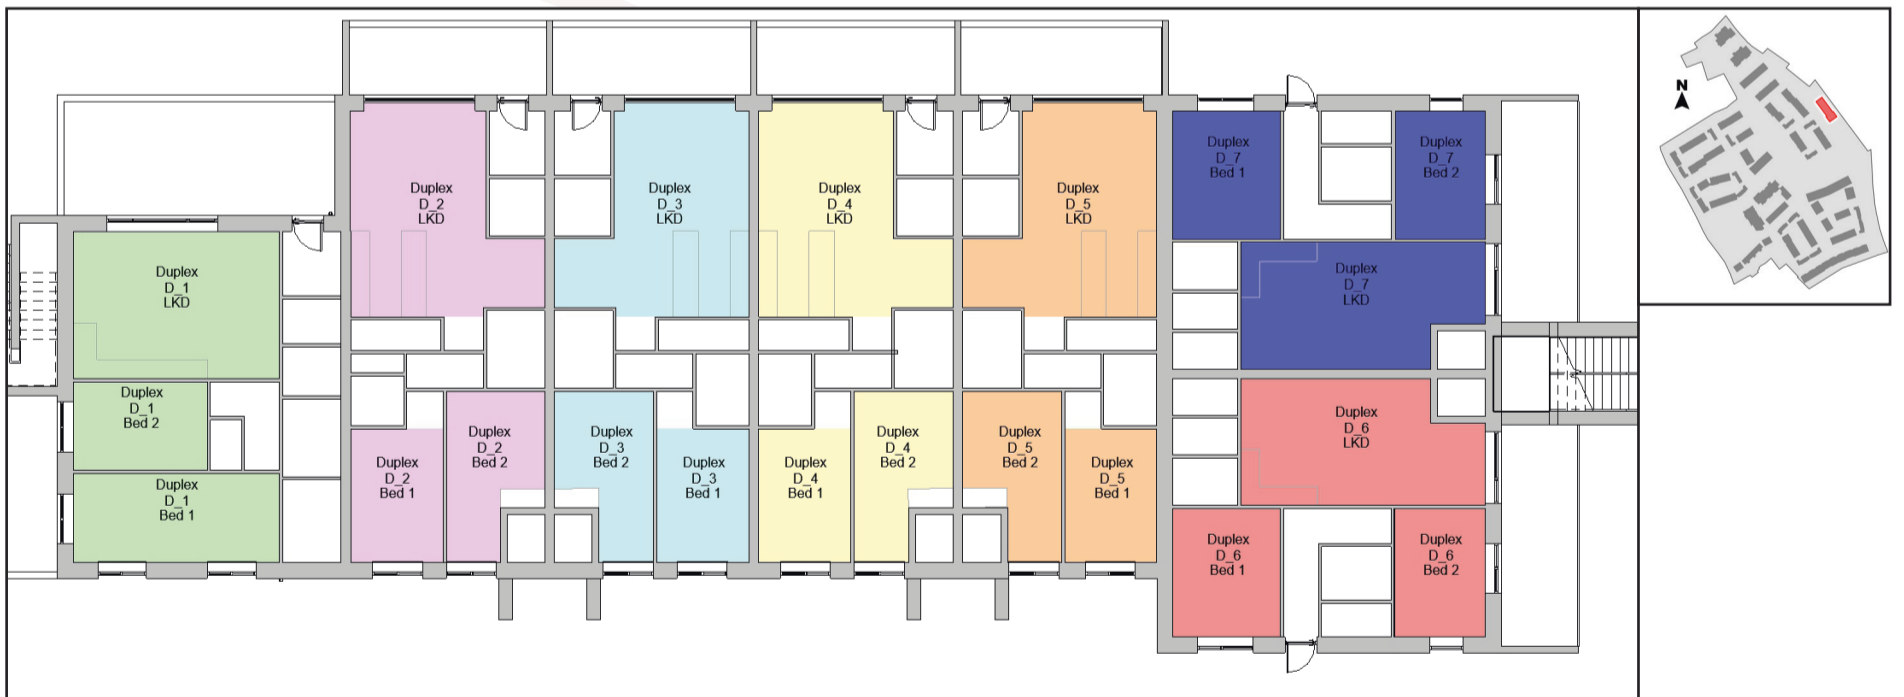 Duplex
D_1
LKD
Duplex
D_1
Bed 2
Duplex
D_1
Bed 1
Duplex
D_2
LKD
Duplex
D_2
Bed 1
Duplex
D_2
Bed 2
Duplex
D_3
LKD
Duplex
D_3
Bed 2
Duplex
D_3
Bed 1
Duplex
D_4
LKD
Duplex
D_4
Bed 1
Duplex
D_4
Bed 2
Duplex
D_5
LKD
Duplex
D_5
Bed 2
Duplex
D_5
Bed 1
Duplex
D_7
Bed 1
Duplex
D_7
Bed 2
Duplex
D_7
LKD
Duplex
D_6
LKD
Duplex
D_6
Bed 1
Duplex
D_6
Bed 2
N